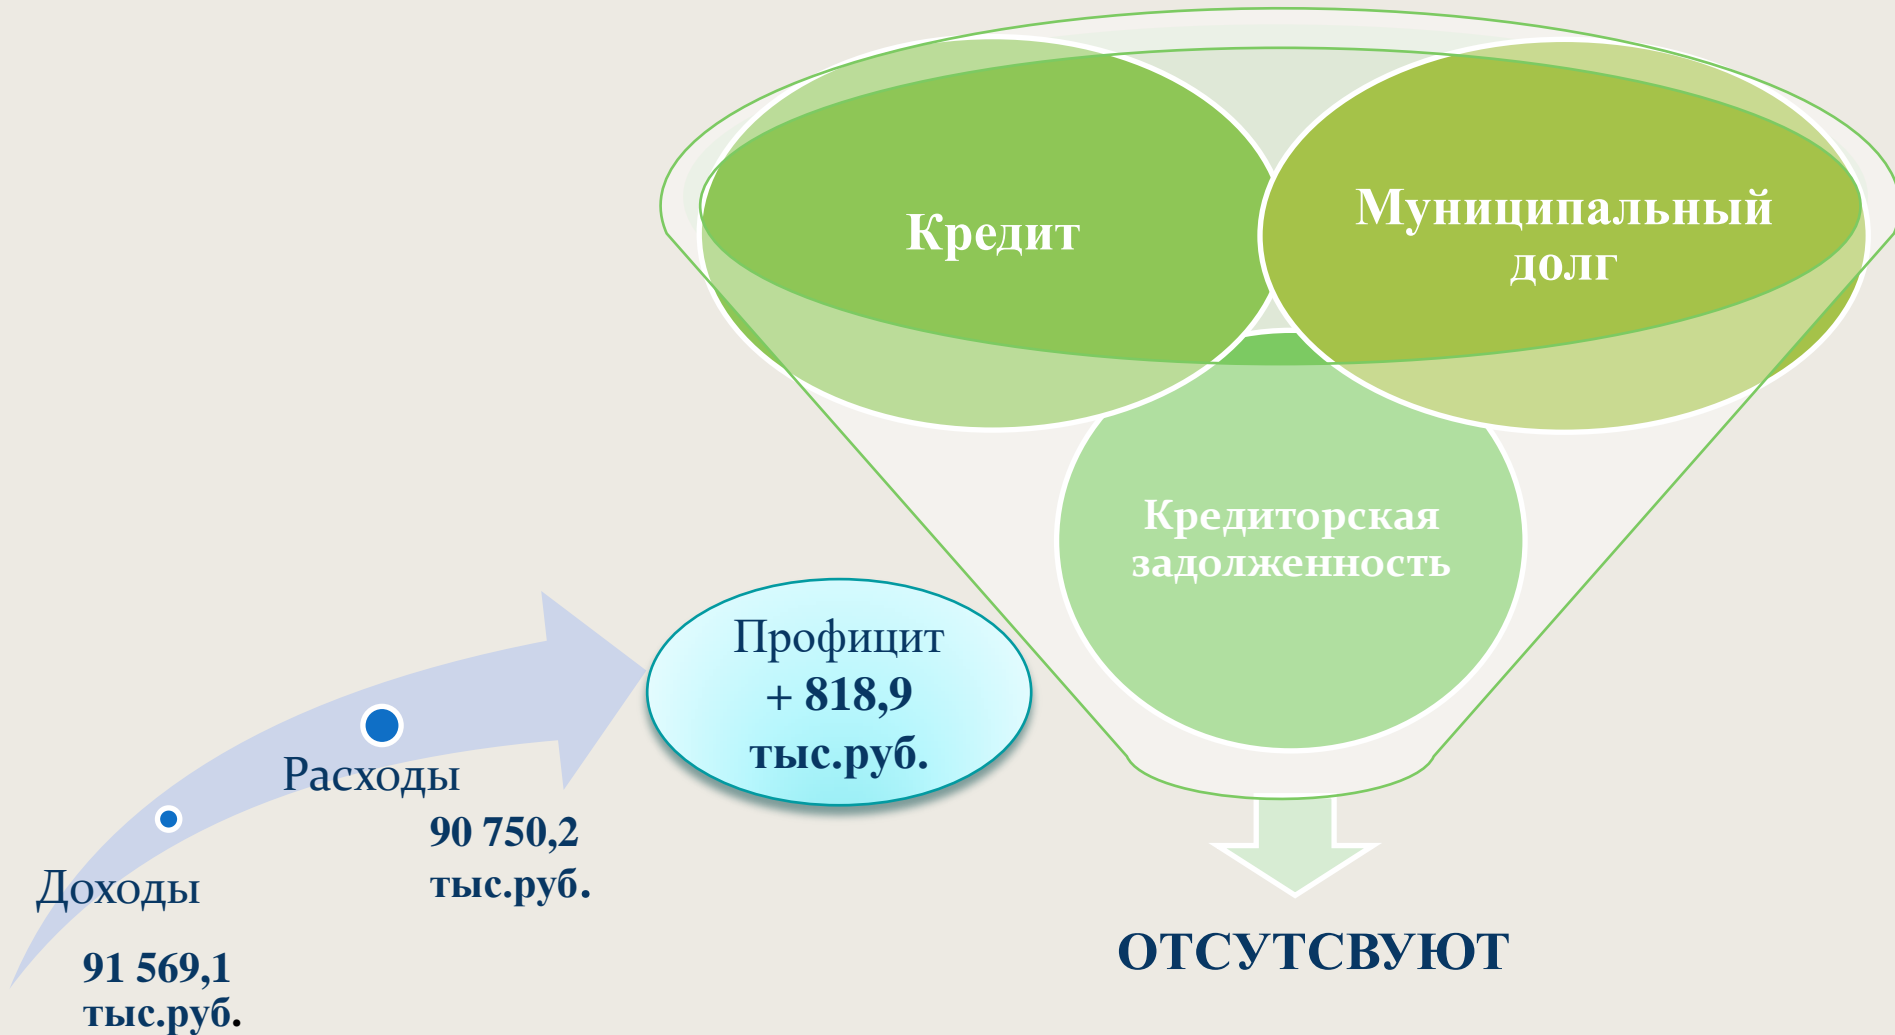 Кредит
Муниципальный
долг
Кредиторская
задолженность
Профицит
+ 818,9
тыс.руб.
Расходы
90 750,2
тыс.руб.
Доходы
91 569,1
тыс.руб.
ОТСУТСВУЮТ